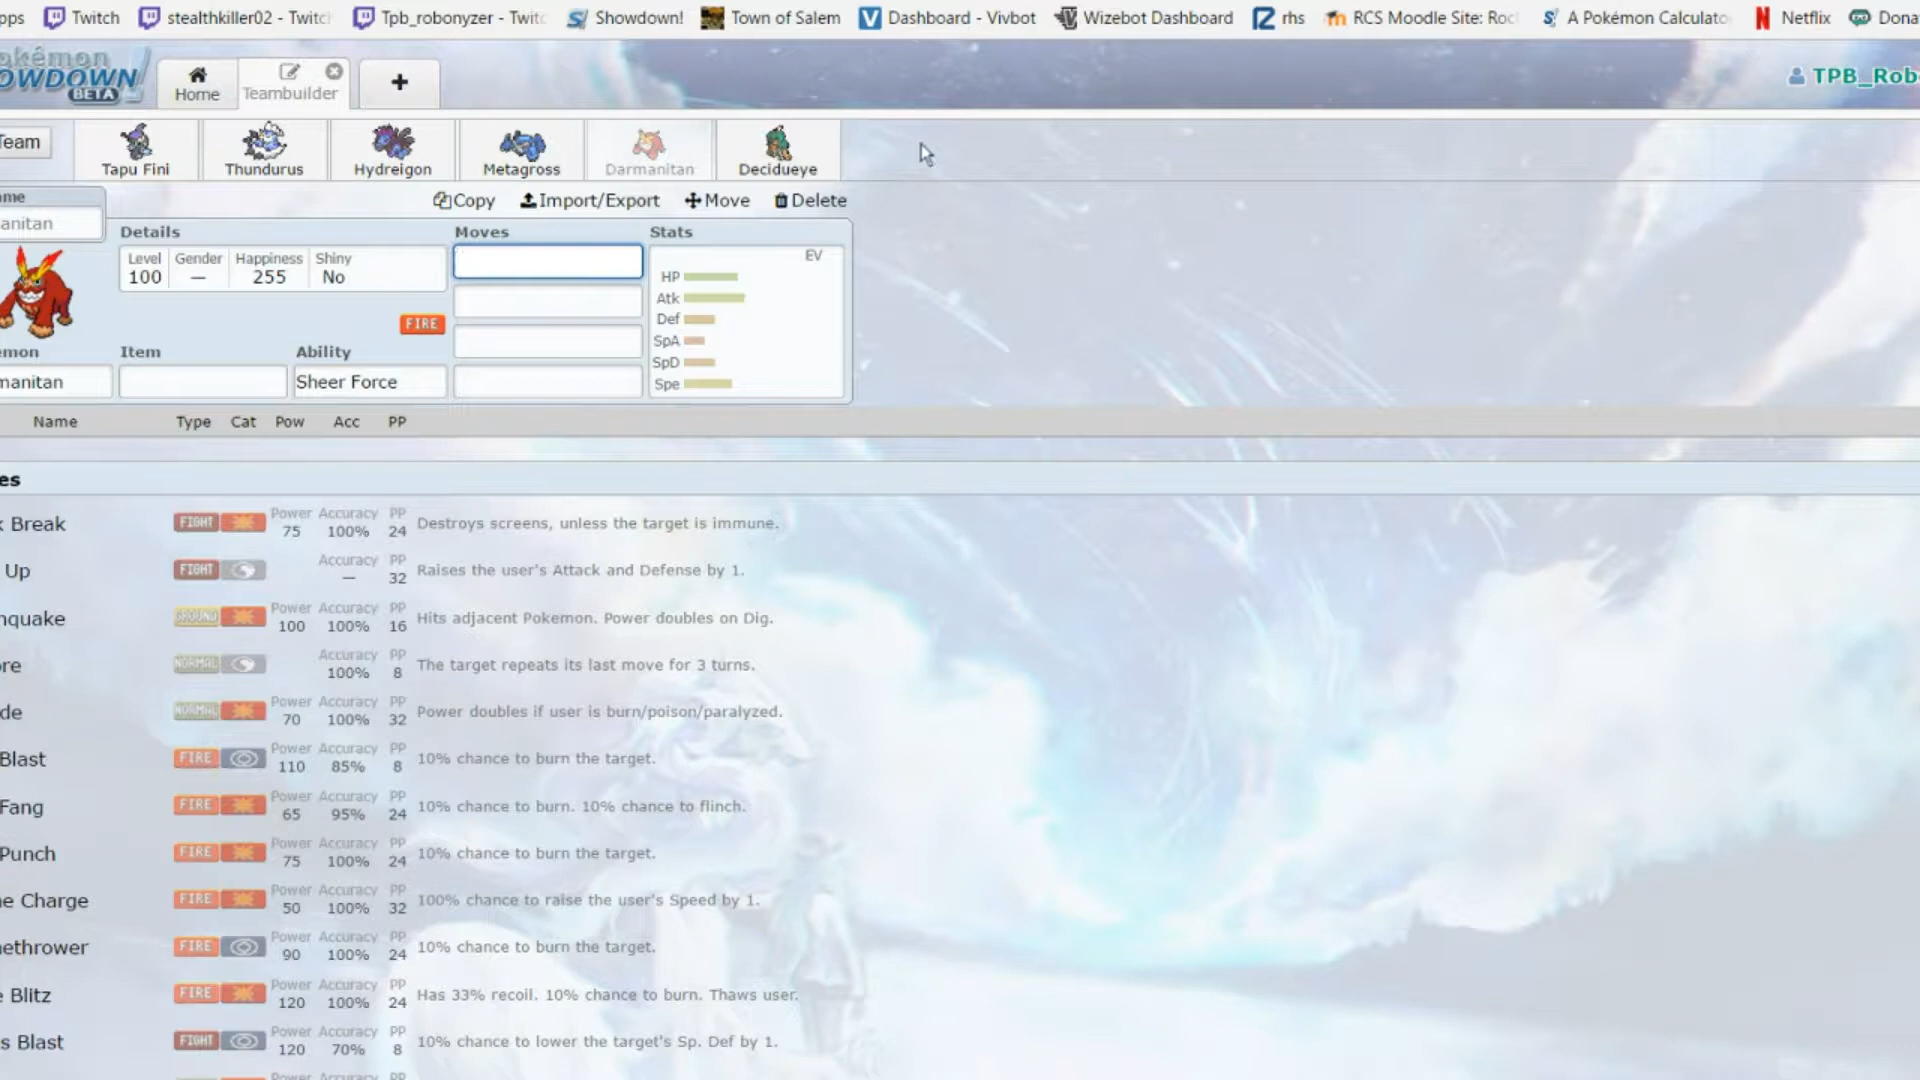 pps Twitch stealthkiller02 - Twitc Tpb_robonyzer - Twitc Showdown! Town of Salem Dashboard - Vivbot Wizebot Dashboard rhs RCS Moodle Site: Roc A Pokémon Calculato Netflix Dona
okémon
OWDOWN
BETA
Home
Teambuilder
+
TPB_Rob
Team
Tapu Fini Thundurus Hydreigon Metagross Darmanitan Decidueye
Copy Import/Export Move Delete
ame
anitan
Details Moves Stats
Level Gender Happiness Shiny
100 — 255 No
EV
HP
Atk
Def
SpA
SpD
Spe
FIRE
emon Item Ability
manitan Sheer Force
Name Type Cat Pow Acc PP
es
k Break FIGHT Power 75 Accuracy 100% PP 24 Destroys screens, unless the target is immune.
Up FIGHT Accuracy — PP 32 Raises the user's Attack and Defense by 1.
hquake GROUND Power 100 Accuracy 100% PP 16 Hits adjacent Pokemon. Power doubles on Dig.
ore NORMAL Accuracy 100% PP 8 The target repeats its last move for 3 turns.
de NORMAL Power 70 Accuracy 100% PP 32 Power doubles if user is burn/poison/paralyzed.
Blast FIRE Power 110 Accuracy 85% PP 8 10% chance to burn the target.
Fang FIRE Power 65 Accuracy 95% PP 24 10% chance to burn. 10% chance to flinch.
Punch FIRE Power 75 Accuracy 100% PP 24 10% chance to burn the target.
e Charge FIRE Power 50 Accuracy 100% PP 32 100% chance to raise the user's Speed by 1.
ethrower FIRE Power 90 Accuracy 100% PP 24 10% chance to burn the target.
e Blitz FIRE Power 120 Accuracy 100% PP 24 Has 33% recoil. 10% chance to burn. Thaws user.
s Blast FIGHT Power 120 Accuracy 70% PP 8 10% chance to lower the target's Sp. Def by 1.
Power Accuracy PP